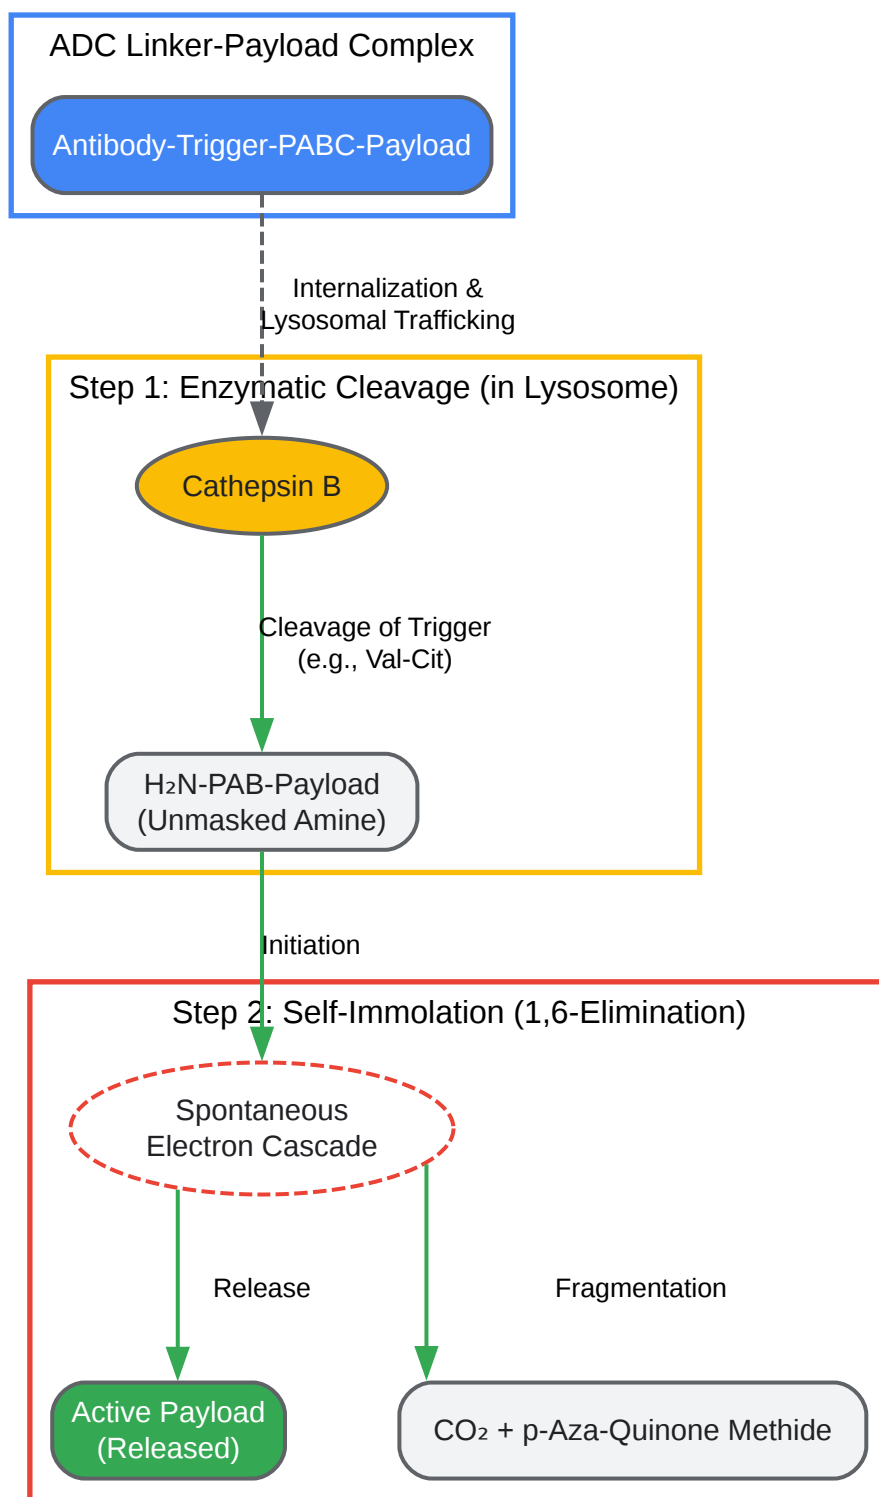 ADC Linker-Payload Complex
Antibody-Trigger-PABC-Payload
Internalization &
Lysosomal Trafficking
Step 1: Enzymatic Cleavage (in Lysosome)
Cathepsin B
Cleavage of Trigger
(e.g., Val-Cit)
H₂N-PAB-Payload
(Unmasked Amine)
Initiation
Step 2: Self-Immolation (1,6-Elimination)
Spontaneous
Electron Cascade
Release
Fragmentation
Active Payload
(Released)
CO₂ + p-Aza-Quinone Methide